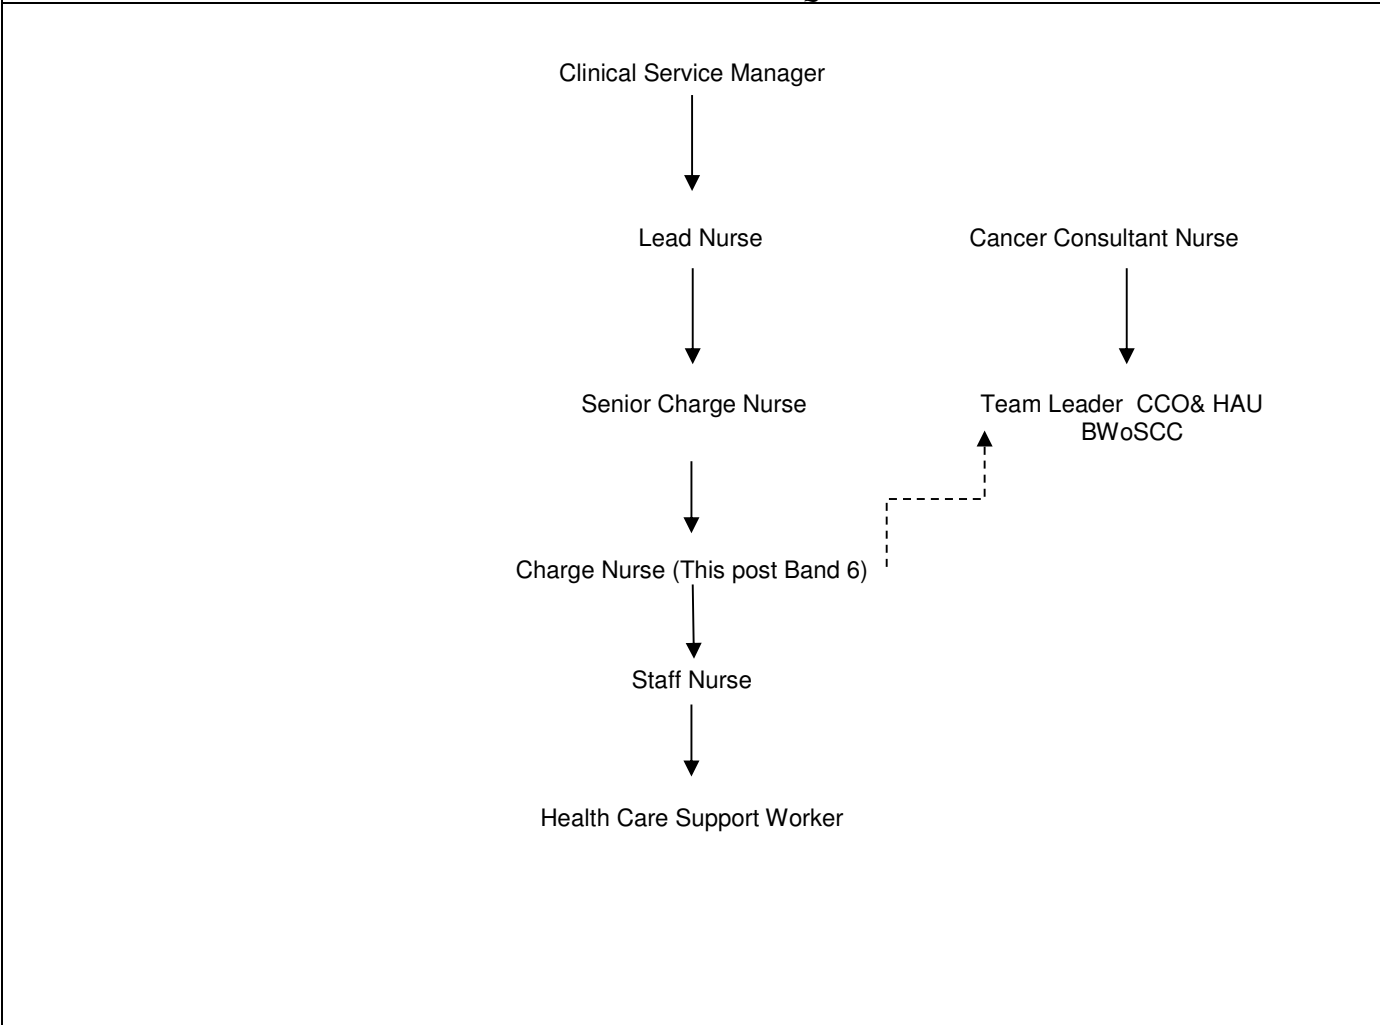 Clinical Service Manager
Lead Nurse
Cancer Consultant Nurse
Senior Charge Nurse
Team Leader  CCO& HAU
BWoSCC
Charge Nurse (This post Band 6)
Staff Nurse
Health Care Support Worker